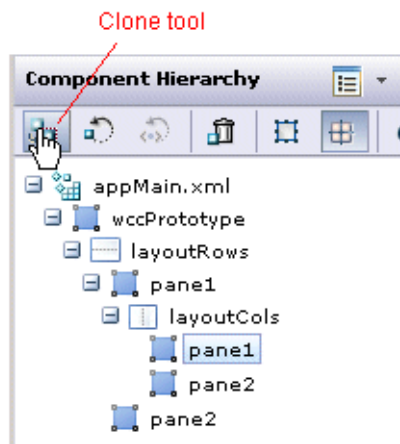 Clone tool
Component Hierarchy
appMain.xml
wccPrototype
layoutRows
pane1
layoutCols
pane1
pane2
pane2